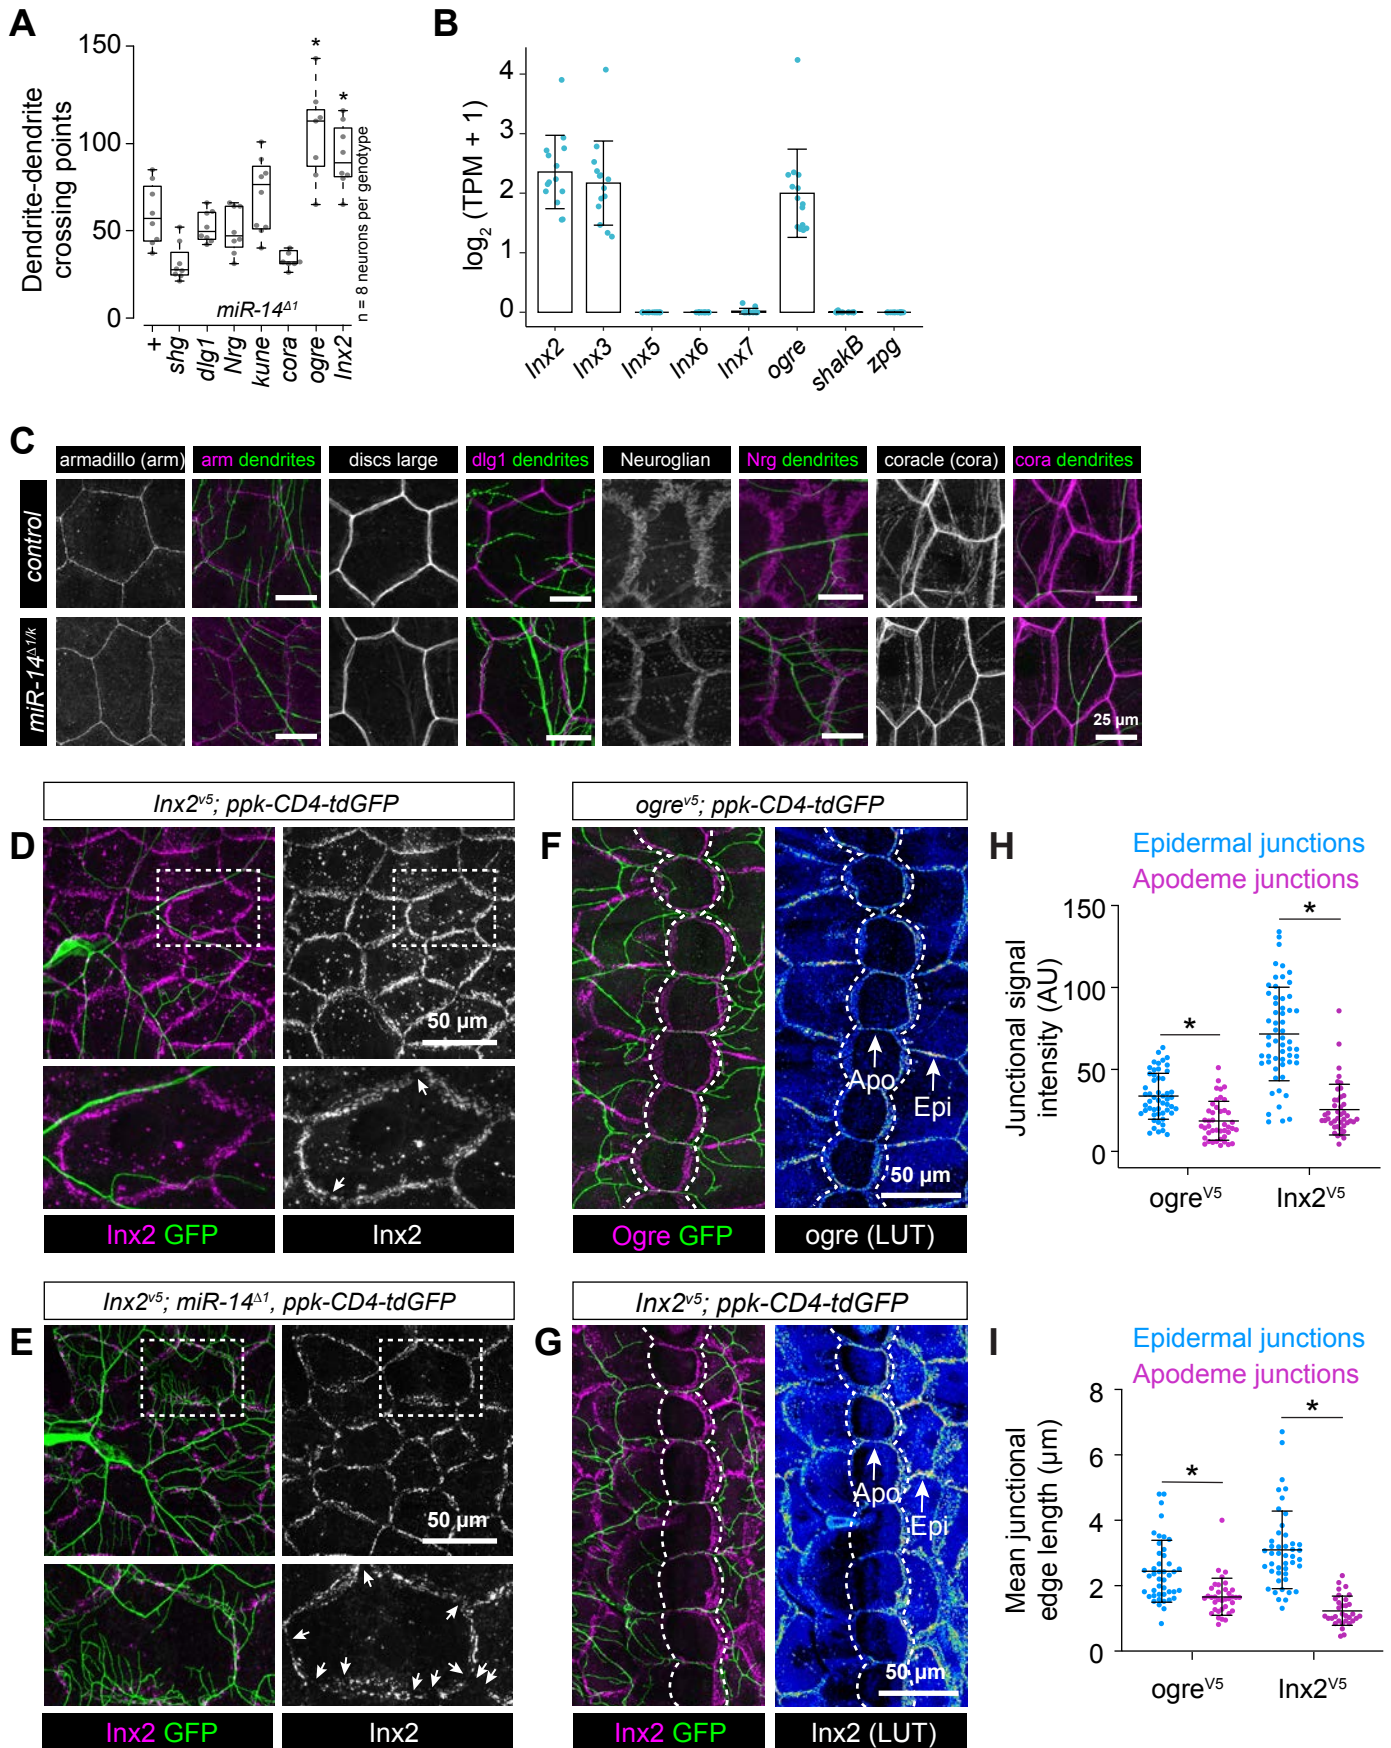 A
Dendrite-dendrite
crossing points
150
100
50
0
*
*
miR-14Δ1
n = 8 neurons per genotype
+
shg
dlg1
Nrg
kune
cora
ogre
Inx2
B
log2 (TPM + 1)
4
3
2
1
0
Inx2
Inx3
Inx5
Inx6
Inx7
ogre
shakB
zpg
C
armadillo (arm)
arm dendrites
discs large
dlg1 dendrites
Neuroglian
Nrg dendrites
coracle (cora)
cora dendrites
control
miR-14Δ1/k
25 µm
Inx2v5; ppk-CD4-tdGFP
D
50 µm
Inx2 GFP
Inx2
Inx2v5; miR-14Δ1, ppk-CD4-tdGFP
E
50 µm
Inx2 GFP
Inx2
ogrev5; ppk-CD4-tdGFP
F
Apo
Epi
50 µm
Ogre GFP
ogre (LUT)
Inx2v5; ppk-CD4-tdGFP
G
Apo
Epi
50 µm
Inx2 GFP
Inx2 (LUT)
H
Epidermal junctions
Apodeme junctions
Junctional signal
intensity (AU)
150
100
50
0
*
*
ogreV5
Inx2V5
I
Epidermal junctions
Apodeme junctions
Mean junctional
edge length (µm)
8
6
4
2
0
*
*
ogreV5
Inx2V5